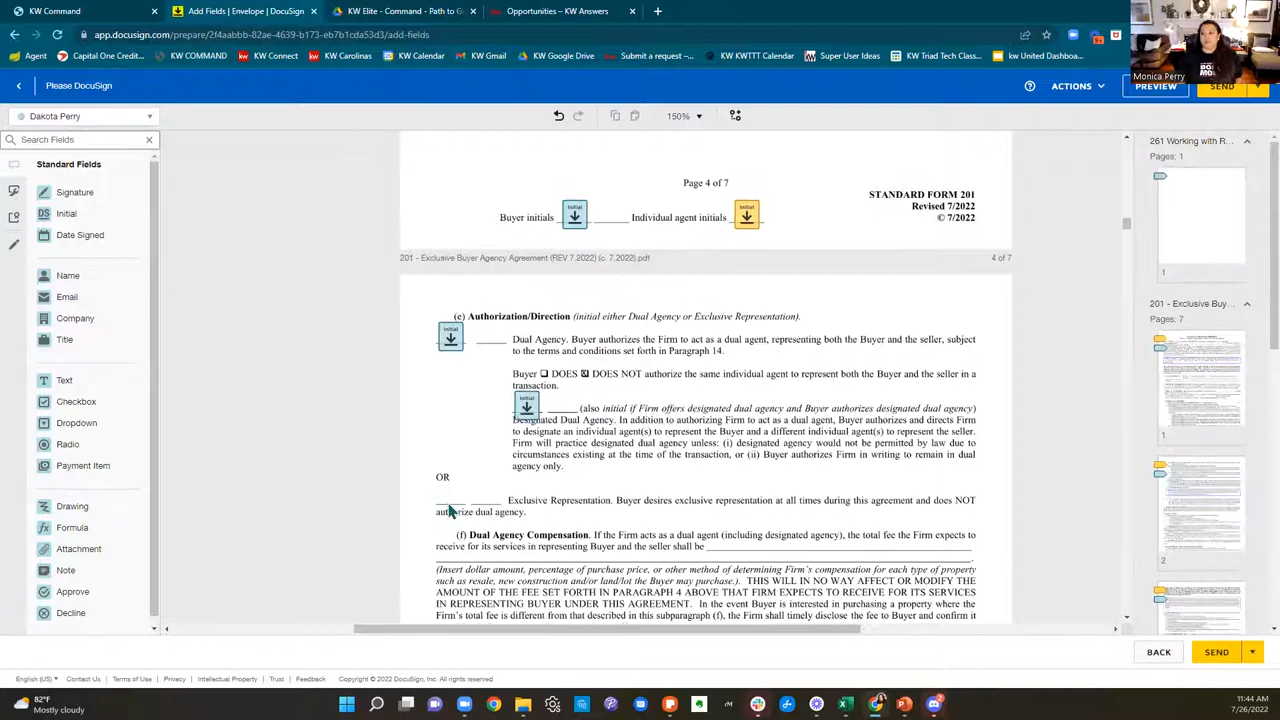 KW Command
Add Fields | Envelope | DocuSign
KW Elite - Command - Path to G
Opportunities – KW Answers
app.docusign.com/prepare/2f4aabbb-82ae-4639-b173-eb7b1cda53d3/add-fields
Agent
Capital One Credit...
KW COMMAND
KW Connect
KW Gmail
KW Calendar
Submit a request –...
KW KWTTT Calendar
Super User Issues
KW Triad Tech Class...
kw United Dashbo...
Monica Perry
Please DocuSign
ACTIONS
PREVIEW
SEND
Dakota Perry
150%
Search Fields
Standard Fields
Signature
DS Initial
Date Signed
Name
Email
Company
Title
Text
Checkbox
Dropdown
Radio
Payment Item
Drawing
Formula
Attachment
Note
Approve
Decline
Page 4 of 7
STANDARD FORM 201
Revised 7/2022
© 7/2022
Buyer initials Initial Individual agent initials Initial
201 - Exclusive Buyer Agency Agreement (REV 7.2022) (c. 7.2022).pdf
4 of 7
(e) Authorization/Direction (initial either Dual Agency or Exclusive Representation).
Initial
Dual Agency. Buyer authorizes the Firm to act as a dual agent, representing both the Buyer and the seller, subject
to the terms and conditions set forth in Paragraph 14.
Buyer DOES DOES NOT authorize the same individual agent to represent both the Buyer and the seller in a
transaction.
(also initial if Firm offers designated dual agency and Buyer authorizes designated dual agency)
Designated Dual Agency. In addition to authorizing Firm to act as a dual agent, Buyer authorizes and directs Firm
to designate an individual agent(s) to represent the Buyer and a different individual agent(s) to represent the seller.
Firm will practice designated dual agency unless: (i) designated agency would not be permitted by law due to
circumstances existing at the time of the transaction, or (ii) Buyer authorizes Firm in writing to remain in dual
agency only.
OR
Exclusive Representation. Buyer desires exclusive representation at all times during this agreement and does NOT
authorize dual agency.
(f) Dual Agency Compensation. If the Firm acts as a dual agent (including designated dual agency), the total fee the Firm expects to
receive for its services in representing Buyer and the seller shall be
(Insert dollar amount, percentage of purchase price, or other method of determining Firm's compensation for each type of property
such as resale, new construction and/or land/lot the Buyer may purchase.). THIS WILL IN NO WAY AFFECT OR MODIFY THE
AMOUNT OF THE FEE SET FORTH IN PARAGRAPH 4 ABOVE THAT FIRM EXPECTS TO RECEIVE FOR ITS SERVICES
IN REPRESENTING BUYER UNDER THIS AGREEMENT. In the event Buyer is interested in purchasing a property where the
Firm's total fee is different from that described in this subparagraph (f), Firm shall timely disclose the fee to Buyer and confirm it
261 Working with R...
Pages: 1
1
201 - Exclusive Buy...
Pages: 7
1
2
BACK
SEND
English (US) Contact Us | Terms of Use | Privacy | Intellectual Property | Trust | Feedback Copyright © 2022 DocuSign, Inc. All rights reserved
82°F
Mostly cloudy
11:44 AM
7/26/2022